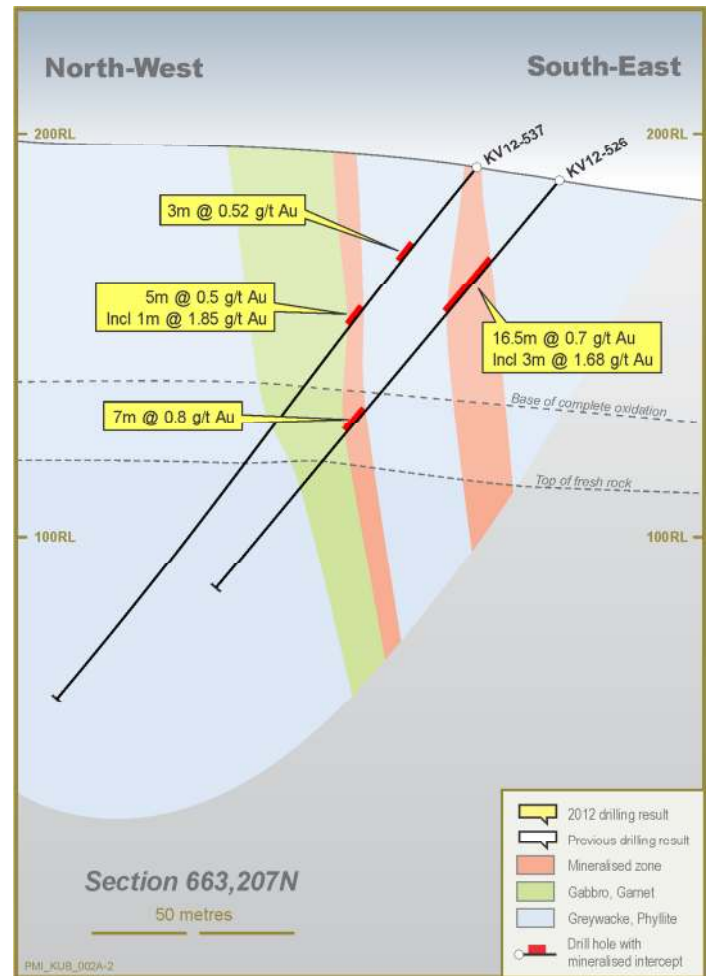 North-West
South-East
200RL
200RL
KV12-537
KV12-526
3m @ 0.52 g/t Au
5m @ 0.5 g/t Au
Incl 1m @ 1.85 g/t Au
16.5m @ 0.7 g/t Au
Incl 3m @ 1.68 g/t Au
7m @ 0.8 g/t Au
Base of complete oxidation
Top of fresh rock
100RL
100RL
2012 drilling result
Previous drilling result
Mineralised zone
Gabbro, Garnet
Greywacke, Phyllite
Drill hole with
mineralised intercept
Section 663,207N
50 metres
PMI_KUB_002A-2